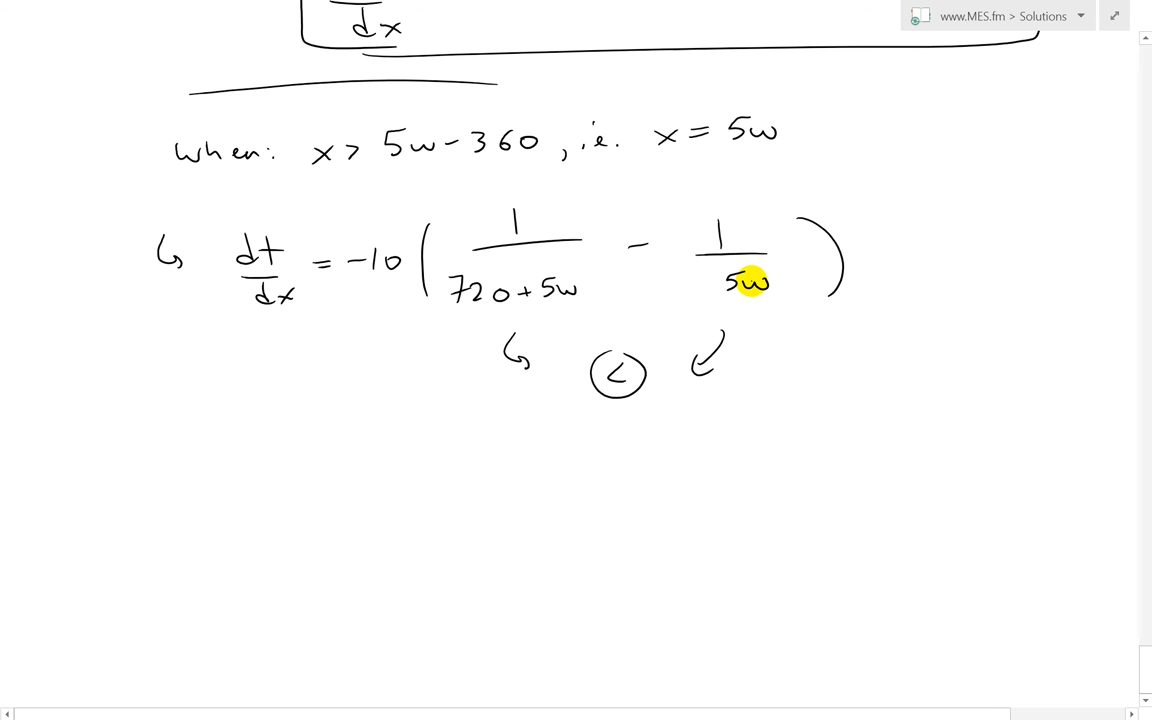 www.MES.fm > Solutions
dx
when: x > 5w - 360, i.e. x = 5w
↳ dt/dx = -10 ( 1/(720 + 5w) - 1/5w )
<